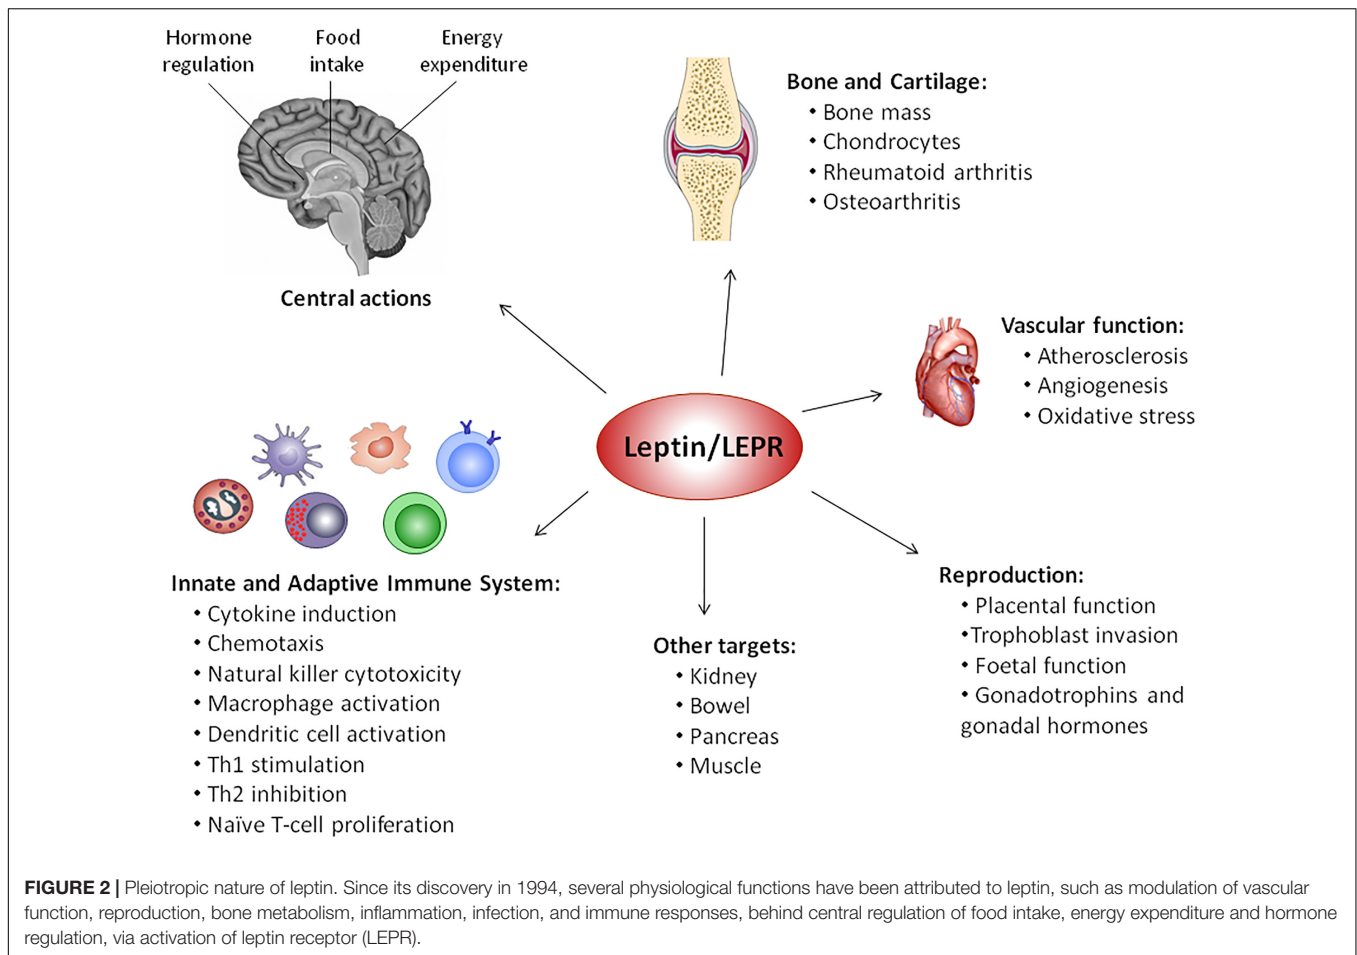 Hormone
regulation
Food
intake
Energy
expenditure
Central actions
Bone and Cartilage:
• Bone mass
• Chondrocytes
• Rheumatoid arthritis
• Osteoarthritis
Vascular function:
• Atherosclerosis
• Angiogenesis
• Oxidative stress
Leptin/LEPR
Innate and Adaptive Immune System:
• Cytokine induction
• Chemotaxis
• Natural killer cytotoxicity
• Macrophage activation
• Dendritic cell activation
• Th1 stimulation
• Th2 inhibition
• Naïve T-cell proliferation
Other targets:
• Kidney
• Bowel
• Pancreas
• Muscle
Reproduction:
• Placental function
•Trophoblast invasion
• Foetal function
• Gonadotrophins and
gonadal hormones
FIGURE 2 | Pleiotropic nature of leptin. Since its discovery in 1994, several physiological functions have been attributed to leptin, such as modulation of vascular
function, reproduction, bone metabolism, inflammation, infection, and immune responses, behind central regulation of food intake, energy expenditure and hormone
regulation, via activation of leptin receptor (LEPR).